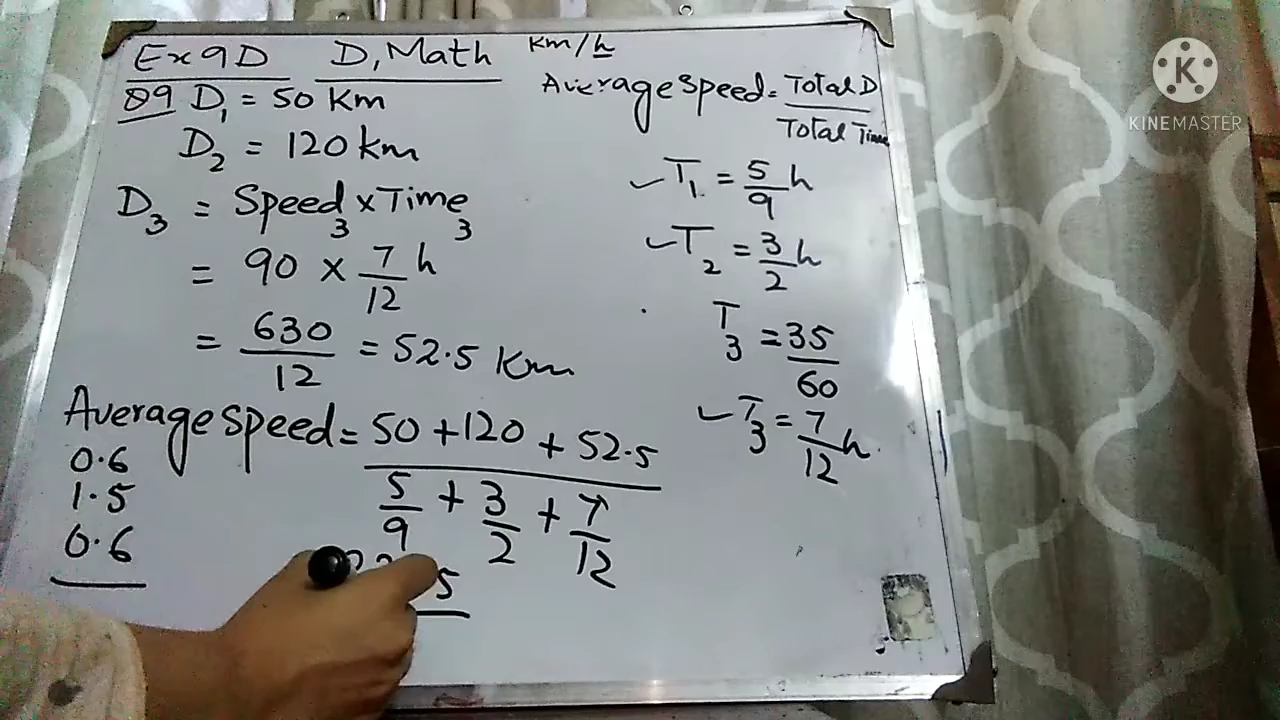 Ex 9D D, Math Km/h
Q9 D1 = 50 Km
D2 = 120 km
D3 = Speed3 x Time3
= 90 x 7/12 h
= 630/12 = 52.5 Km
Average Speed = 50 + 120 + 52.5
5/9 + 3/2 + 7/12
0.6
1.5
0.6
5
Average Speed = Total D
Total Time
T1 = 5/9 h
T2 = 3/2 h
T3 = 35/60
T3 = 7/12 h
K
KINEMASTER